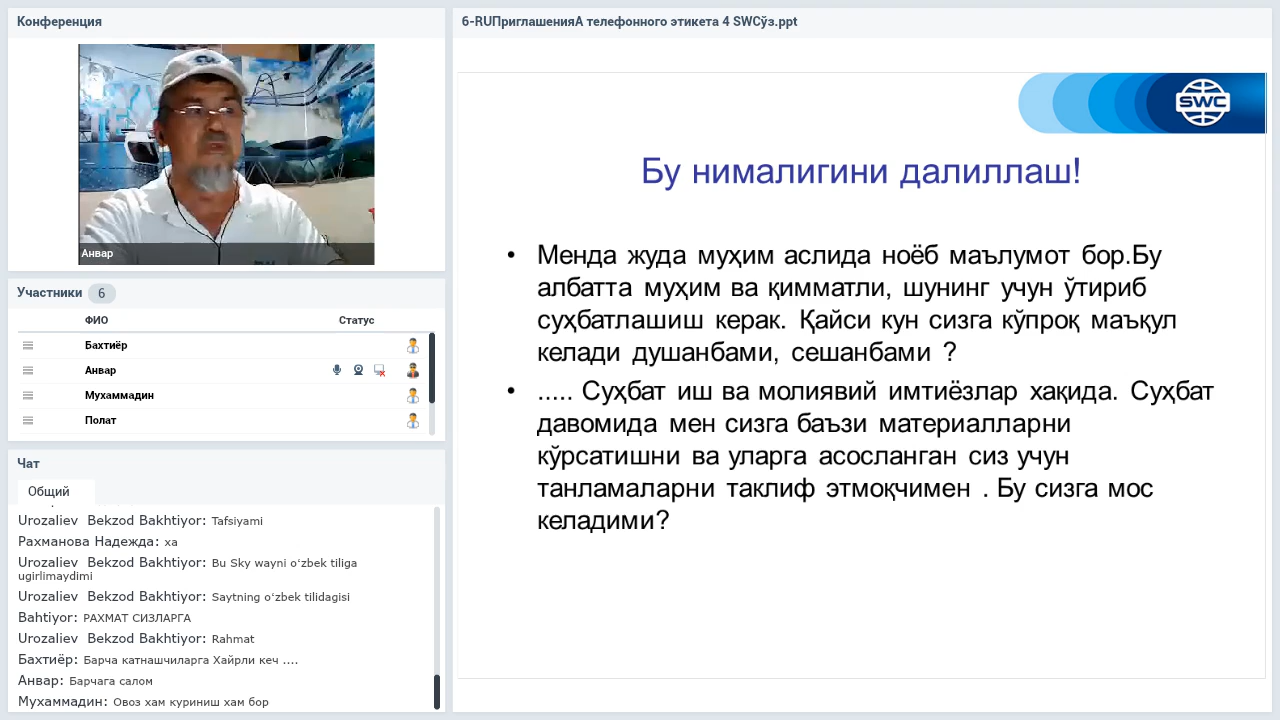 Конференция
Анвар
Участники 6
ФИО Статус
Бахтиёр
Анвар
Мухаммадин
Полат
Чат
Общий
Urozaliev Bekzod Bakhtiyor: Tafsiyami
Рахманова Надежда: ха
Urozaliev Bekzod Bakhtiyor: Bu Sky wayni o‘zbek tiliga
ugirlimaydimi
Urozaliev Bekzod Bakhtiyor: Saytning o‘zbek tilidagisi
Bahtiyor: РАХМАТ СИЗЛАРГА
Urozaliev Bekzod Bakhtiyor: Rahmat
Бахтиёр: Барча катнашчиларга Хайрли кеч ....
Анвар: Барчага салом
Мухаммадин: Овоз хам куриниш хам бор
6-RUПриглашенияА телефонного этикета 4 SWCўз.ppt
SWC
Бу нималигини далиллаш!
• Менда жуда муҳим аслида ноёб маълумот бор.Бу
албатта муҳим ва қимматли, шунинг учун ўтириб
суҳбатлашиш керак. Қайси кун сизга кўпроқ маъқул
келади душанбами, сешанбами ?
• ..... Суҳбат иш ва молиявий имтиёзлар хақида. Суҳбат
давомида мен сизга баъзи материалларни
кўрсатишни ва уларга асосланган сиз учун
танламаларни таклиф этмоқчимен . Бу сизга мос
келадими?